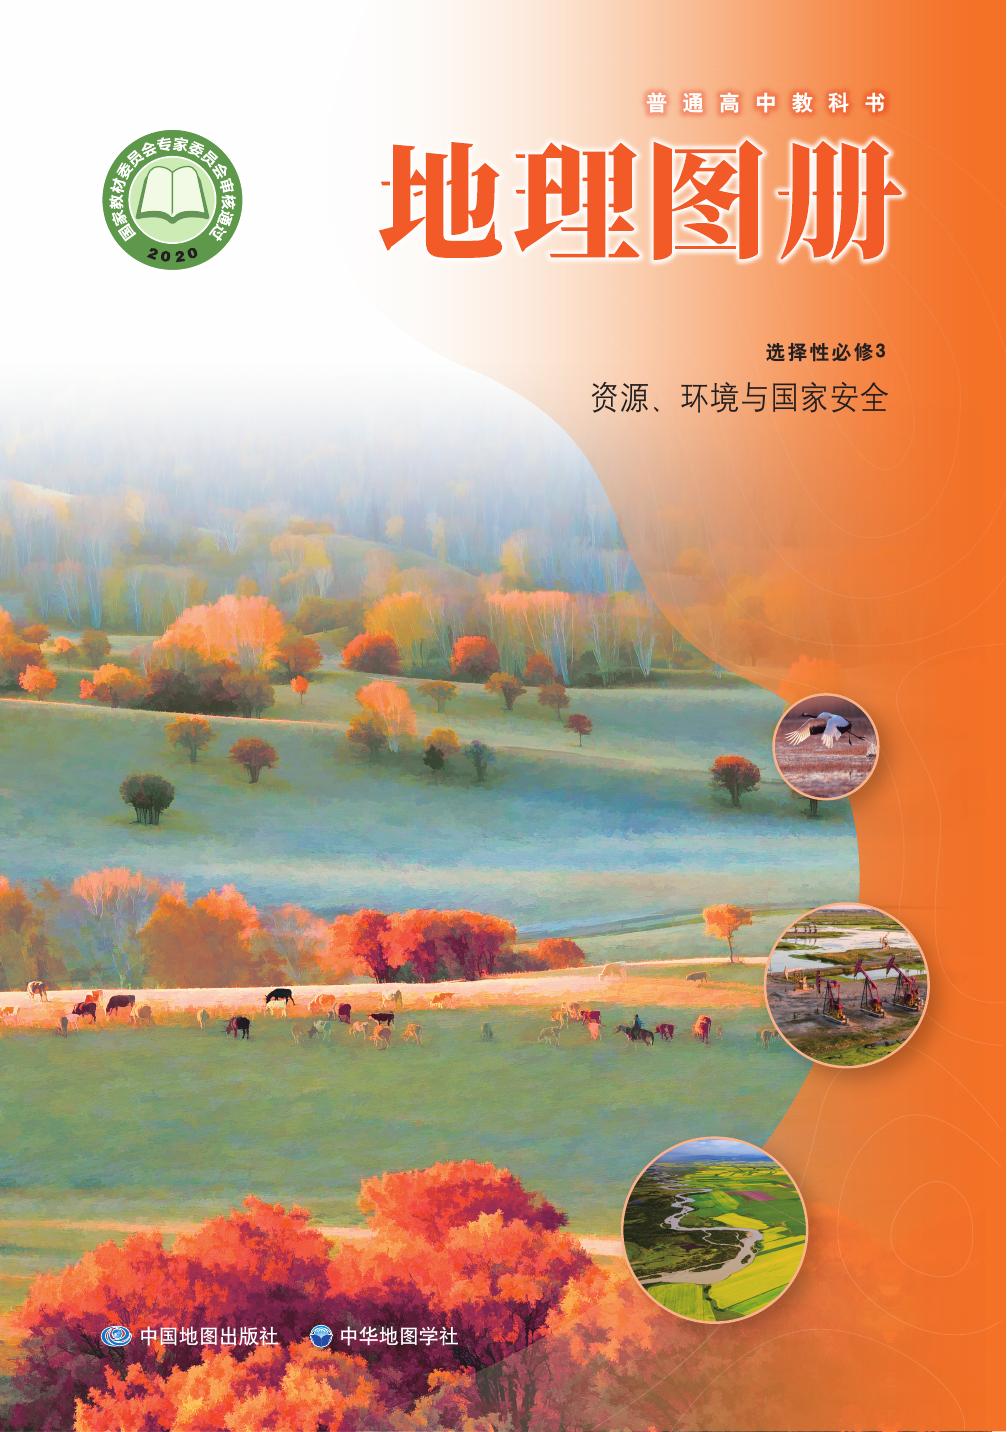 普通高中教科书
地理图册
国家教材委员会专家委员会审核通过
2020
选择性必修3
资源、环境与国家安全
中国地图出版社 中华地图学社